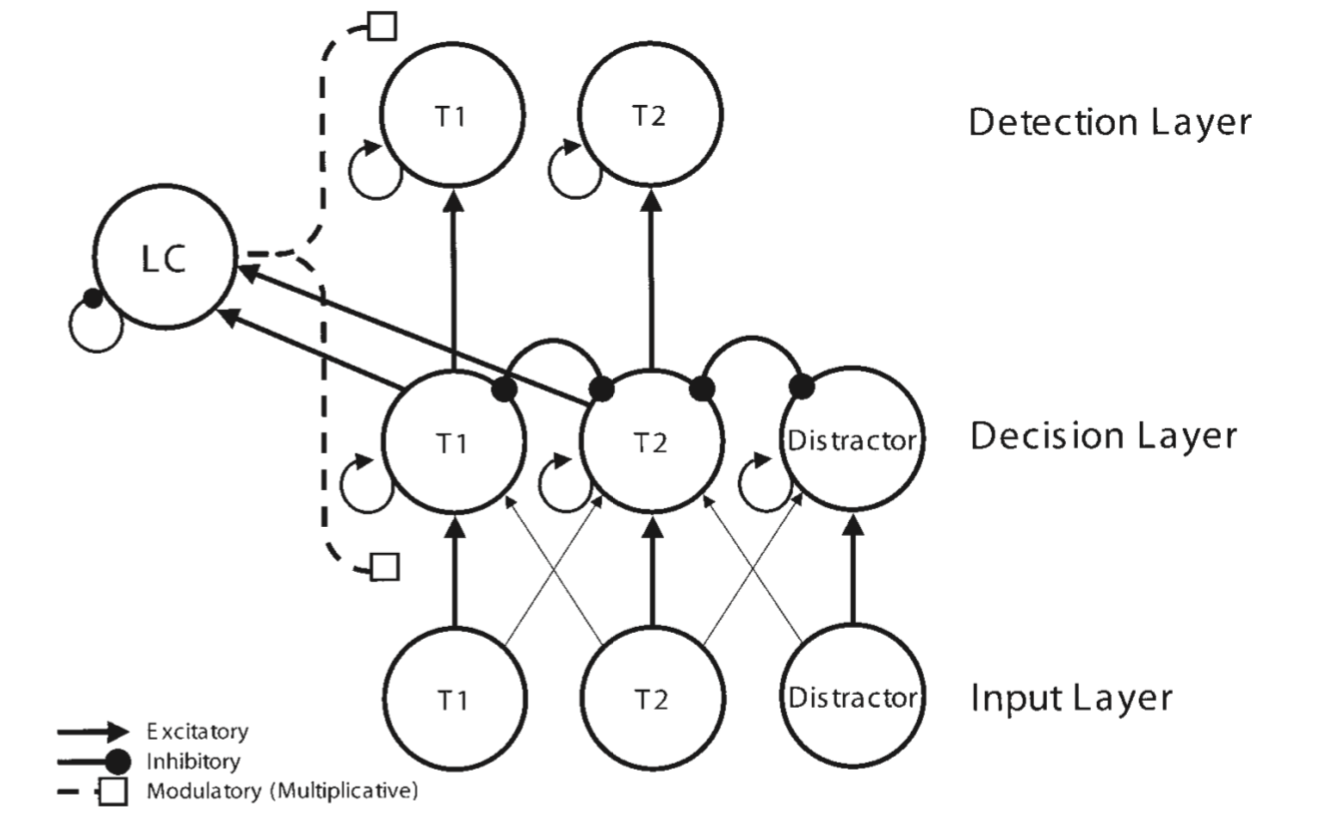 T1
T2
Detection Layer
LC
T1
T2
Distractor
Decision Layer
T1
T2
Distractor
Input Layer
Excitatory
Inhibitory
Modulatory (Multiplicative)